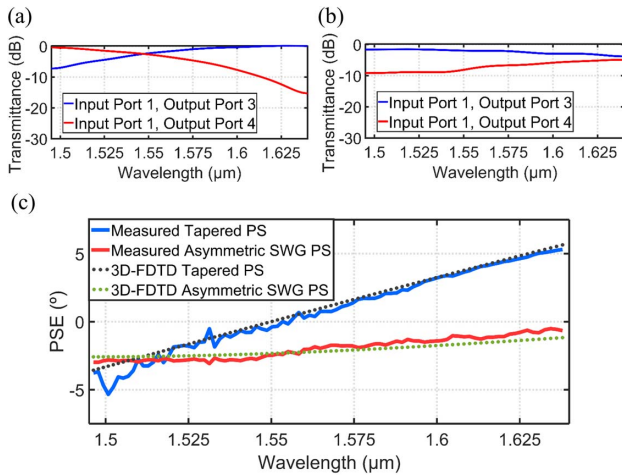 (a)
Transmittance (dB)
0
-10
-20
-30
Input Port 1, Output Port 3
Input Port 1, Output Port 4
1.5 1.525 1.55 1.575 1.6 1.625
Wavelength (μm)
(b)
Transmittance (dB)
0
-10
-20
-30
Input Port 1, Output Port 3
Input Port 1, Output Port 4
1.5 1.525 1.55 1.575 1.6 1.625
Wavelength (μm)
(c)
PSE (°)
5
0
-5
Measured Tapered PS
Measured Asymmetric SWG PS
3D-FDTD Tapered PS
3D-FDTD Asymmetric SWG PS
1.5 1.525 1.55 1.575 1.6 1.625
Wavelength (μm)